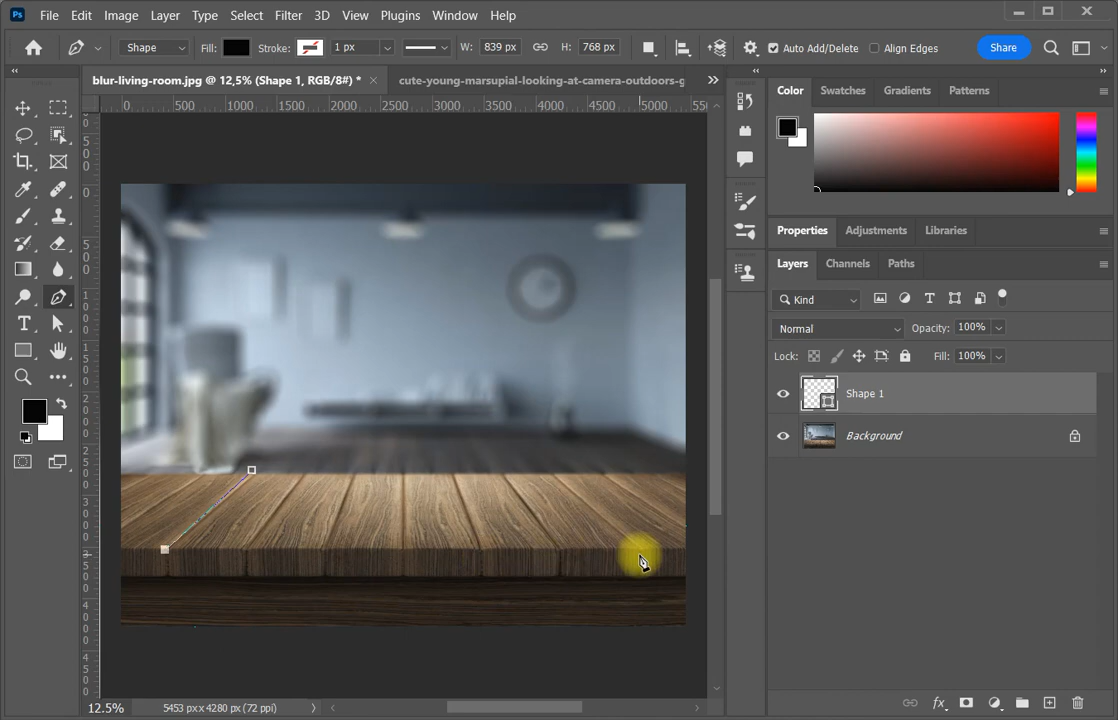 Ps File Edit Image Layer Type Select Filter 3D View Plugins Window Help
Shape Fill: Stroke: 1 px W: 839 px H: 768 px Auto Add/Delete Align Edges Share
blur-living-room.jpg @ 12,5% (Shape 1, RGB/8#) * cute-young-marsupial-looking-at-camera-outdoors-g
0 500 1000 1500 2000 2500 3000 3500 4000 4500 5000 550
Color Swatches Gradients Patterns
Properties Adjustments Libraries
Layers Channels Paths
Kind
Normal Opacity: 100%
Lock: Fill: 100%
Shape 1
Background
fx
12.5% 5453 px x 4280 px (72 ppi)